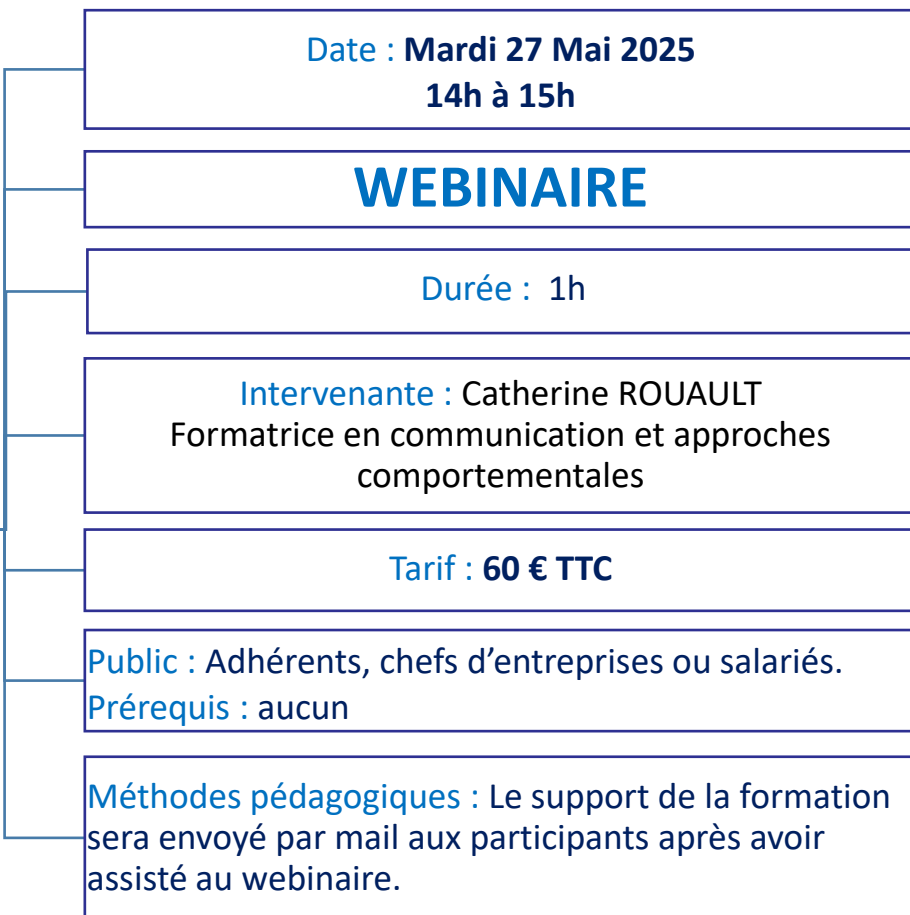 Date : Mardi 27 Mai 2025
14h à 15h
WEBINAIRE
Durée : 1h
Intervenante : Catherine ROUAULT
Formatrice en communication et approches
comportementales
Tarif : 60 € TTC
Public : Adhérents, chefs d’entreprises ou salariés.
Prérequis : aucun
Méthodes pédagogiques : Le support de la formation
sera envoyé par mail aux participants après avoir
assisté au webinaire.